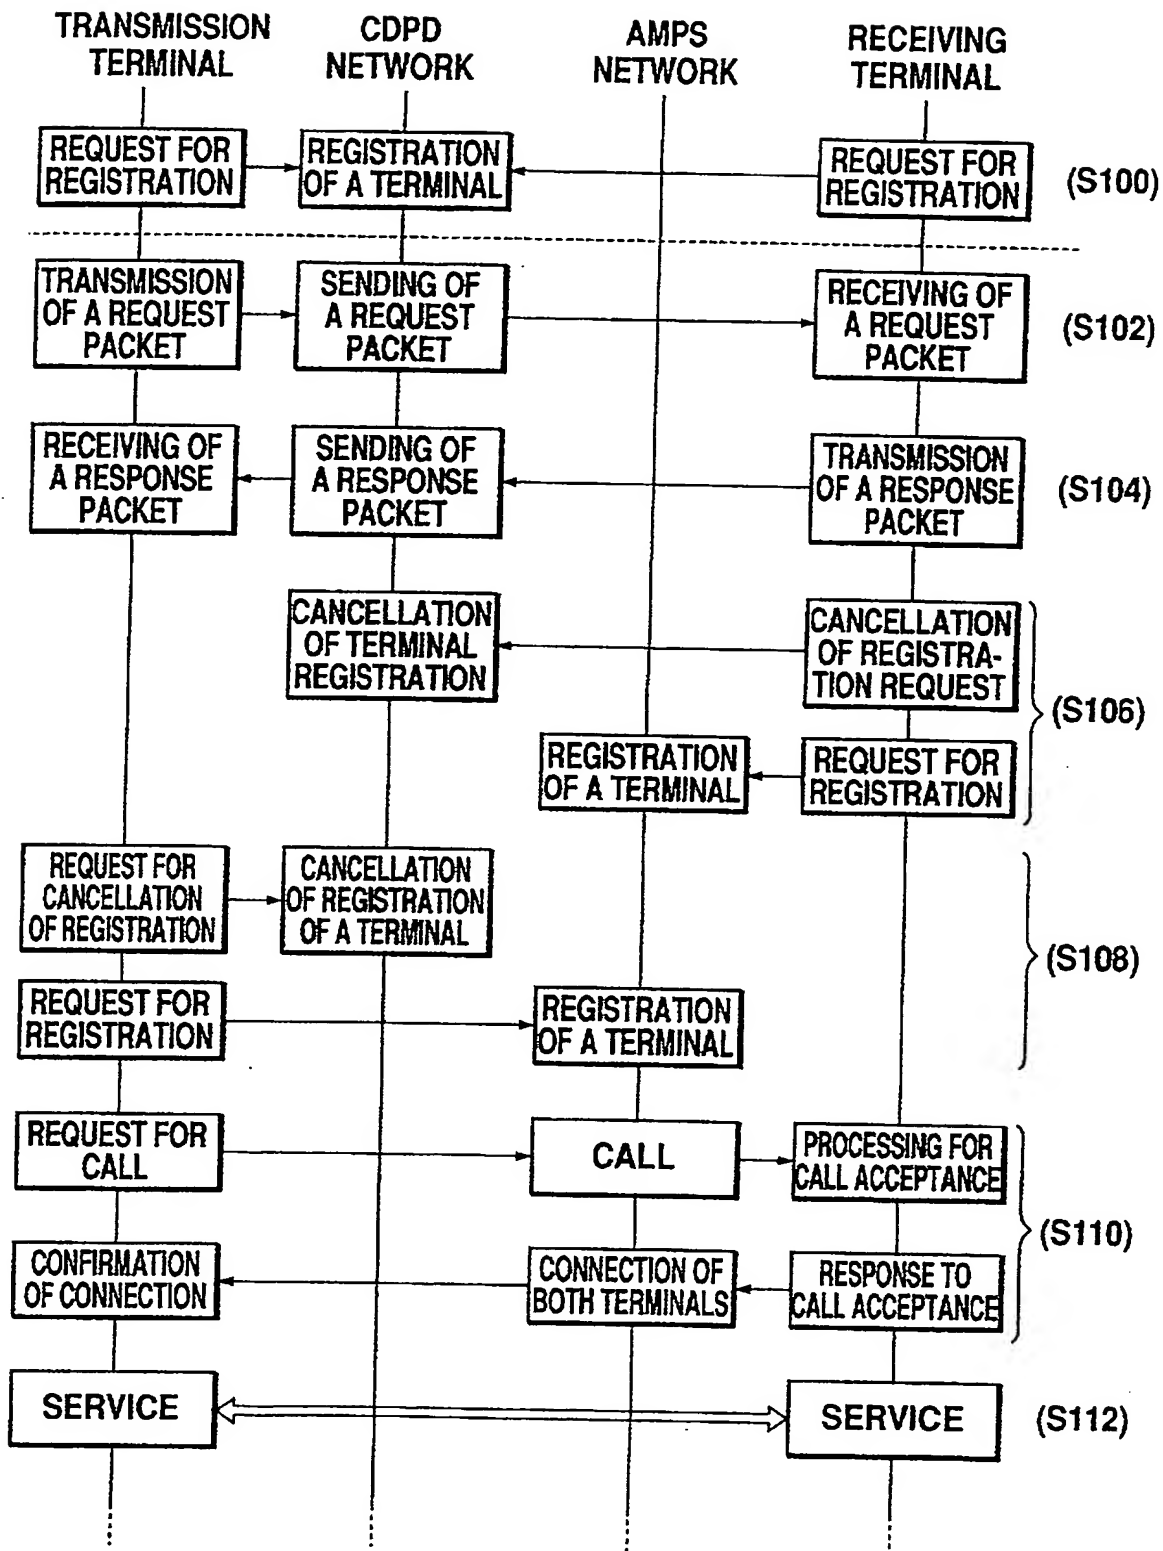 TRANSMISSION
TERMINAL
CDPD
NETWORK
AMPS
NETWORK
RECEIVING
TERMINAL
REQUEST FOR
REGISTRATION
REGISTRATION
OF A TERMINAL
REQUEST FOR
REGISTRATION
(S100)
TRANSMISSION
OF A REQUEST
PACKET
SENDING OF
A REQUEST
PACKET
RECEIVING OF
A REQUEST
PACKET
(S102)
RECEIVING OF
A RESPONSE
PACKET
SENDING OF
A RESPONSE
PACKET
TRANSMISSION
OF A RESPONSE
PACKET
(S104)
CANCELLATION
OF TERMINAL
REGISTRATION
CANCELLATION
OF REGISTRA-
TION REQUEST
(S106)
REGISTRATION
OF A TERMINAL
REQUEST FOR
REGISTRATION
REQUEST FOR
CANCELLATION
OF REGISTRATION
CANCELLATION
OF REGISTRATION
OF A TERMINAL
(S108)
REQUEST FOR
REGISTRATION
REGISTRATION
OF A TERMINAL
REQUEST FOR
CALL
CALL
PROCESSING FOR
CALL ACCEPTANCE
(S110)
CONFIRMATION
OF CONNECTION
CONNECTION OF
BOTH TERMINALS
RESPONSE TO
CALL ACCEPTANCE
SERVICE
SERVICE
(S112)